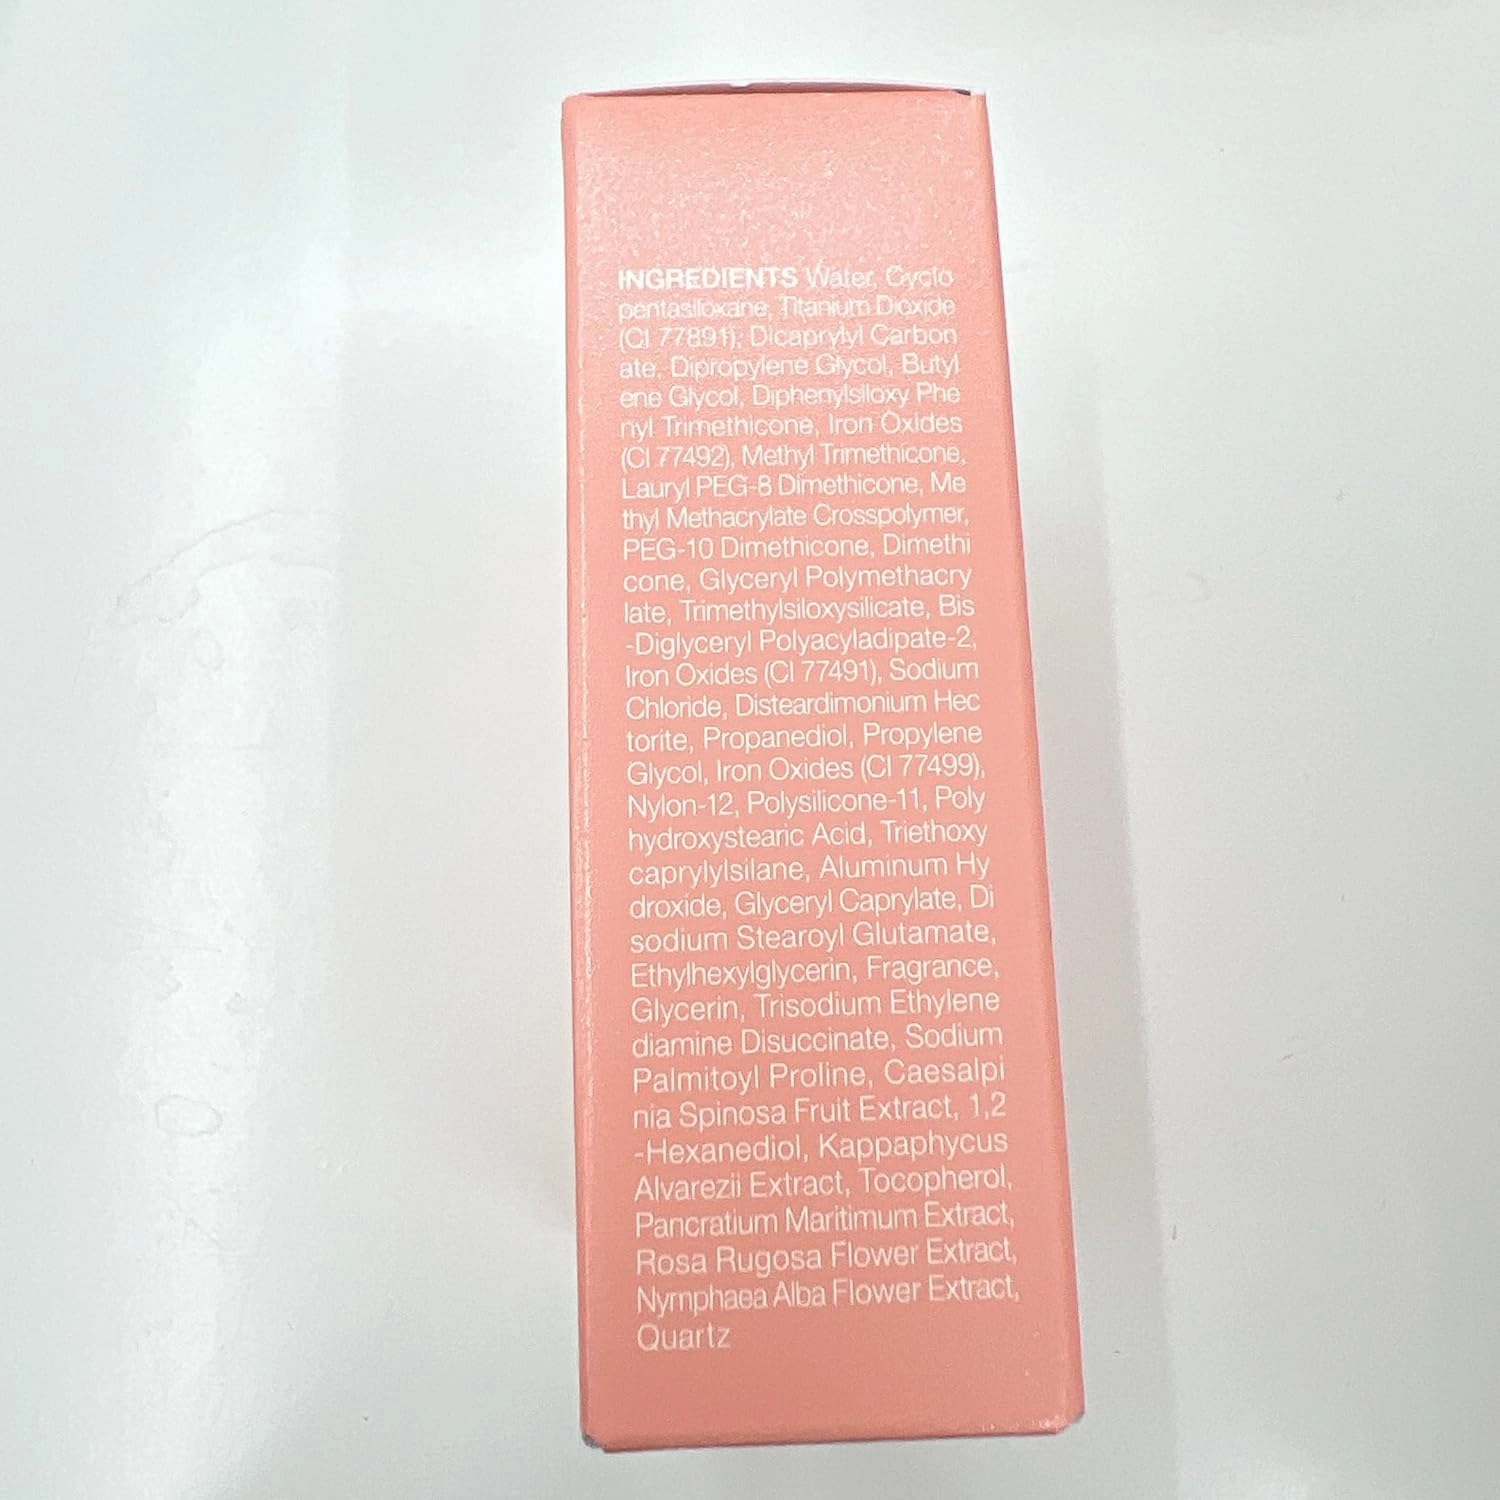 INGREDIENTS Water, Cyclo
pentasiloxane, Titanium Dioxide
(CI 77891), Dicaprylyl Carbon
ate, Dipropylene Glycol, Butyl
ene Glycol, Diphenylsiloxy Phe
nyl Trimethicone, Iron Oxides
(CI 77492), Methyl Trimethicone,
Lauryl PEG-8 Dimethicone, Me
thyl Methacrylate Crosspolymer,
PEG-10 Dimethicone, Dimethi
cone, Glyceryl Polymethacry
late, Trimethylsiloxysilicate, Bis
-Diglyceryl Polyacyladipate-2,
Iron Oxides (CI 77491), Sodium
Chloride, Disteardimonium Hec
torite, Propanediol, Propylene
Glycol, Iron Oxides (CI 77499),
Nylon-12, Polysilicone-11, Poly
hydroxystearic Acid, Triethoxy
caprylylsilane, Aluminum Hy
droxide, Glyceryl Caprylate, Di
sodium Stearoyl Glutamate,
Ethylhexylglycerin, Fragrance,
Glycerin, Trisodium Ethylene
diamine Disuccinate, Sodium
Palmitoyl Proline, Caesalpi
nia Spinosa Fruit Extract, 1,2
-Hexanediol, Kappaphycus
Alvarezii Extract, Tocopherol,
Pancratium Maritimum Extract,
Rosa Rugosa Flower Extract,
Nymphaea Alba Flower Extract,
Quartz